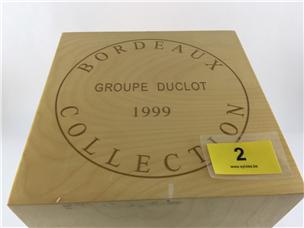 BORDEAUX
GROUPE DUCLOT
1999
COLLECTION
2